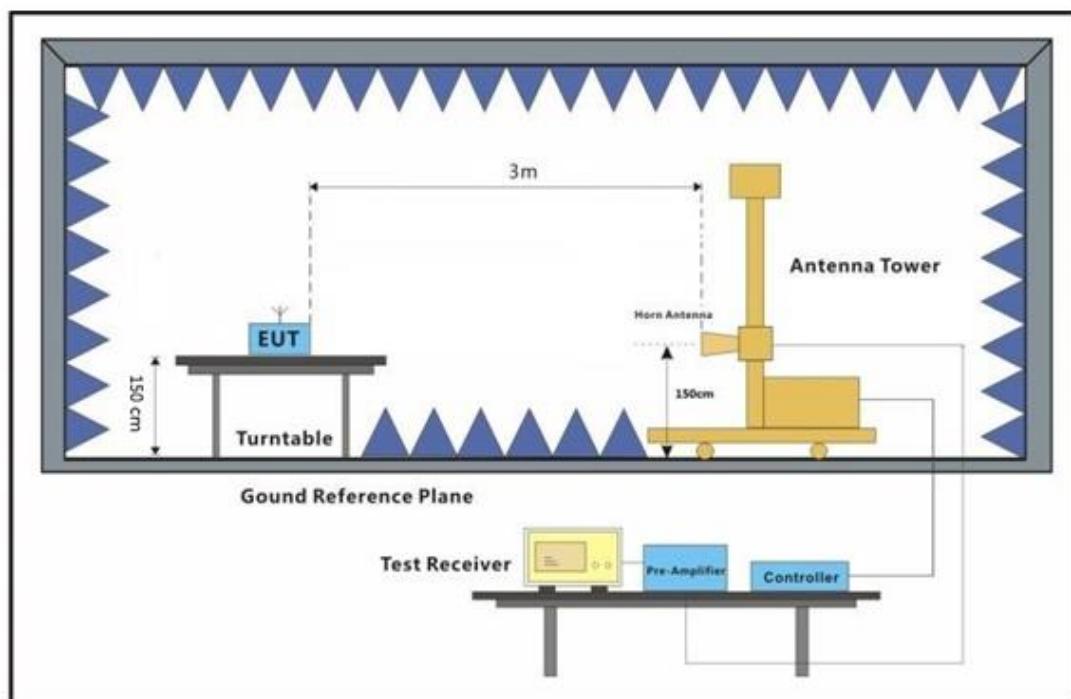 3m
Antenna Tower
Horn Antenna
EUT
150 cm
150cm
Turntable
Gound Reference Plane
Test Receiver
Pre-Amplifier
Controller